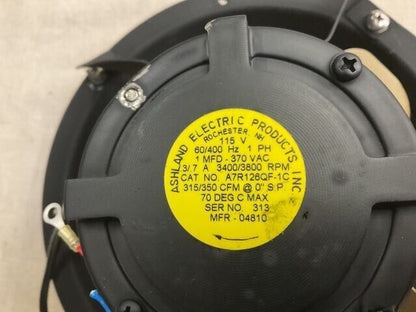 ASHLAND ELECTRIC PRODUCTS INC.
ROCHESTER NH
115 V
60/400 Hz 1 PH
1 MFD - 370 VAC
3/.7 A 3400/3800 RPM
CAT NO. A7R126QF-1C
315/350 CFM @ 0" S.P.
70 DEG C MAX
SER NO. 313
MFR - 04810